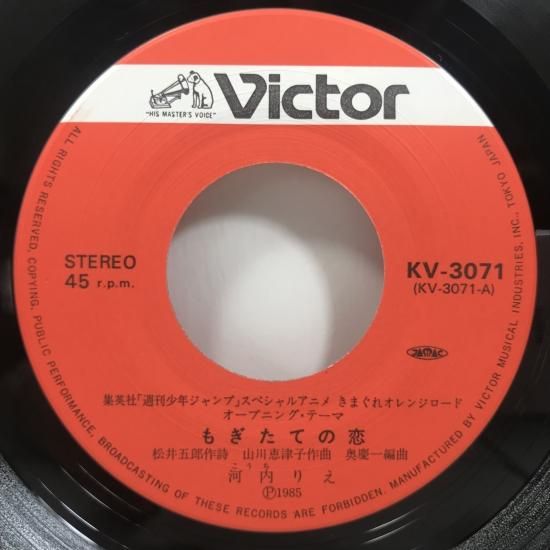 Victor
"HIS MASTER'S VOICE"
STEREO
45 r.p.m.
KV-3071
(KV-3071-A)
JASRAC
集英社「週刊少年ジャンプ」スペシャルアニメ きまぐれオレンジロード
オープニング・テーマ
もぎたての恋
松井五郎作詩 山川恵津子作曲 奥慶一編曲
こうち
河内りえ
Ⓟ1985
ALL RIGHTS RESERVED. COPYING, PUBLIC PERFORMANCE, BROADCASTING OF THESE RECORDS ARE FORBIDDEN. MANUFACTURED BY VICTOR MUSICAL INDUSTRIES, INC., TOKYO JAPAN